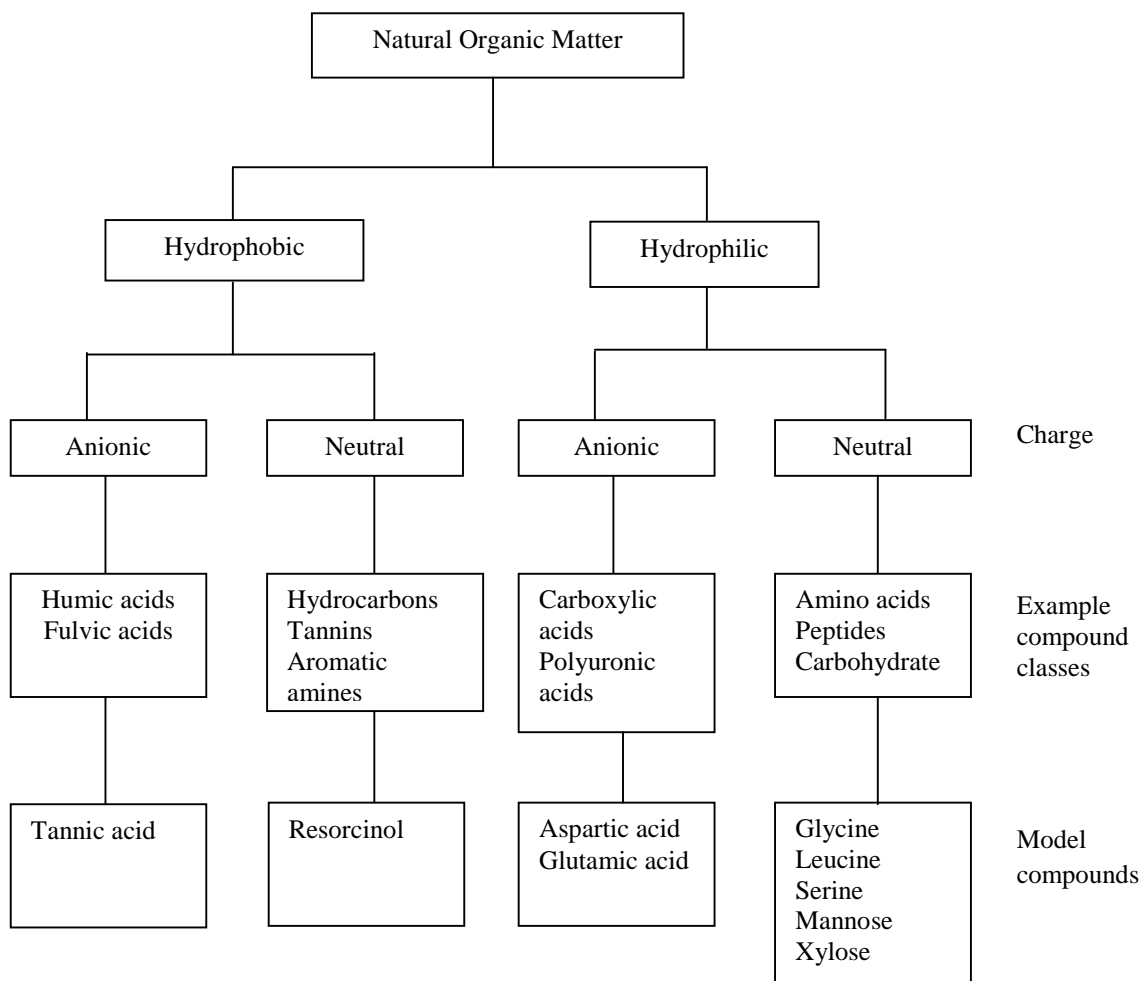 Natural Organic Matter
Hydrophobic
Hydrophilic
Anionic
Neutral
Anionic
Neutral
Charge
Humic acids
Fulvic acids
Hydrocarbons
Tannins
Aromatic
amines
Carboxylic
acids
Polyuronic
acids
Amino acids
Peptides
Carbohydrate
Example
compound
classes
Tannic acid
Resorcinol
Aspartic acid
Glutamic acid
Glycine
Leucine
Serine
Mannose
Xylose
Model
compounds